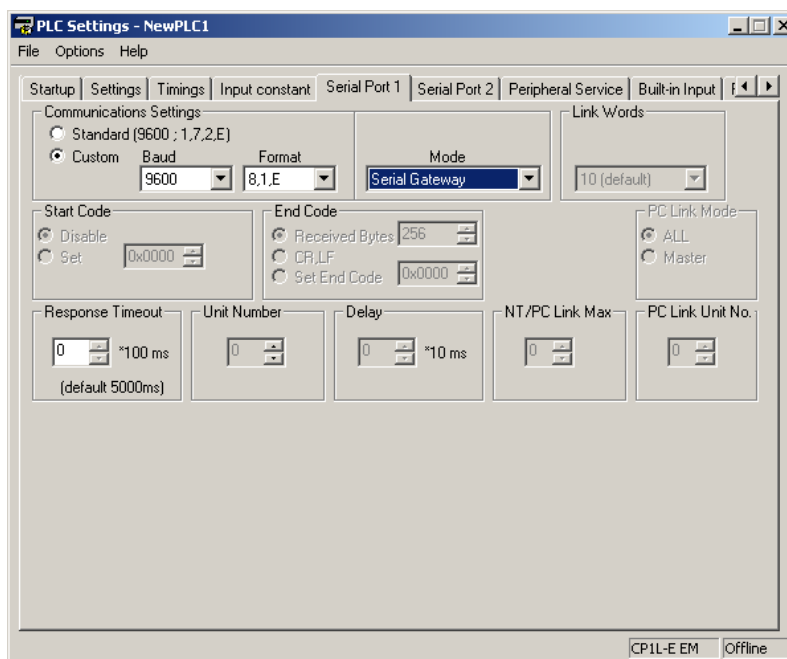 PLC Settings - NewPLC1
File Options Help
Startup Settings Timings Input constant Serial Port 1 Serial Port 2 Peripheral Service Built-in Input
Communications Settings Link Words
Standard (9600 ; 1,7,2,E)
Custom Baud Format Mode
9600 8,1,E Serial Gateway 10 (default)
Start Code End Code PC Link Mode
Disable Received Bytes 256 ALL
Set 0x0000 CR,LF Master
Set End Code 0x0000
Response Timeout Unit Number Delay NT/PC Link Max PC Link Unit No.
0 *100 ms 0 0 *10 ms 0 0
(default 5000ms)
CP1L-E EM Offline